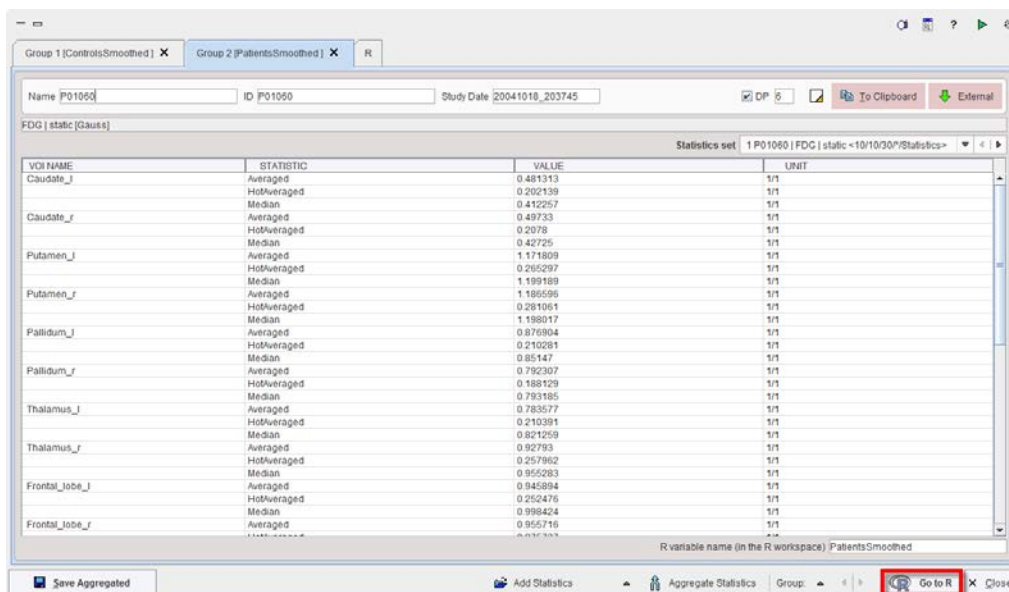 ?
Group 1 [ControlsSmoothed ] Group 2 [PatientsSmoothed ] R
Name P01060 ID P01060 Study Date 20041018_203745 DP 6 To Clipboard External
FDG | static [Gauss]
Statistics set 1 P01060 | FDG | static <10/10/30/*/Statistics>
VOI NAME STATISTIC VALUE UNIT
Caudate_l Averaged 0.481313 1/1
HotAveraged 0.202139 1/1
Median 0.412257 1/1
Caudate_r Averaged 0.49733 1/1
HotAveraged 0.2078 1/1
Median 0.42725 1/1
Putamen_l Averaged 1.171809 1/1
HotAveraged 0.265297 1/1
Median 1.199189 1/1
Putamen_r Averaged 1.186596 1/1
HotAveraged 0.281061 1/1
Median 1.198017 1/1
Pallidum_l Averaged 0.876904 1/1
HotAveraged 0.210281 1/1
Median 0.85147 1/1
Pallidum_r Averaged 0.792307 1/1
HotAveraged 0.188129 1/1
Median 0.793185 1/1
Thalamus_l Averaged 0.783577 1/1
HotAveraged 0.210391 1/1
Median 0.821259 1/1
Thalamus_r Averaged 0.92793 1/1
HotAveraged 0.257962 1/1
Median 0.955283 1/1
Frontal_lobe_l Averaged 0.945894 1/1
HotAveraged 0.252476 1/1
Median 0.998424 1/1
Frontal_lobe_r Averaged 0.955716 1/1
R variable name (in the R workspace) PatientsSmoothed
Save Aggregated Add Statistics Aggregate Statistics Group: R Go to R Close